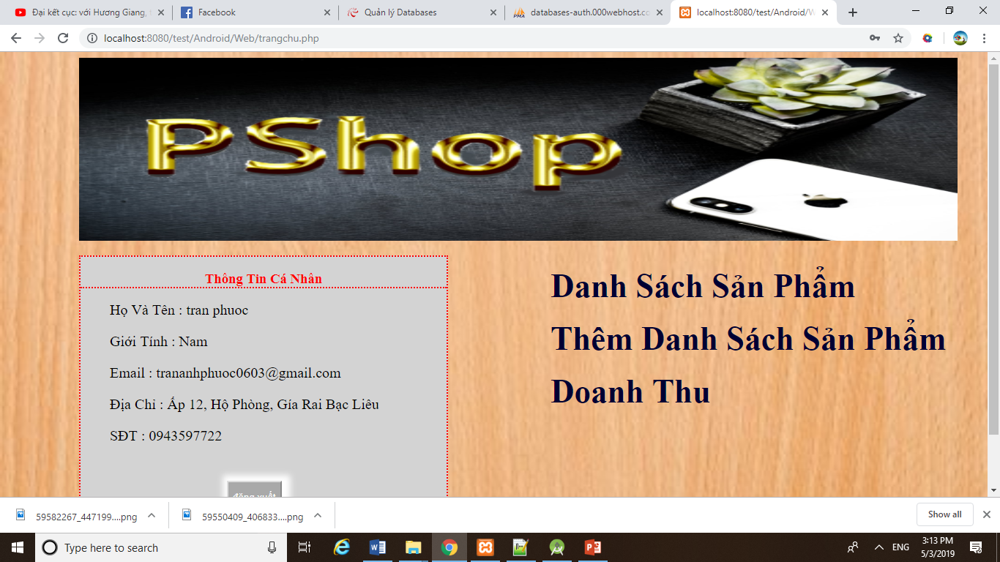 Đại kết cục: với Hương Giang,
Facebook
Quản lý Databases
databases-auth.000webhost.co
localhost:8080/test/Android/W
localhost:8080/test/Android/Web/trangchu.php
PShop
Thông Tin Cá Nhân
Họ Và Tên : tran phuoc
Giới Tính : Nam
Email : trananhphuoc0603@gmail.com
Địa Chỉ : Ấp 12, Hộ Phòng, Gía Rai Bạc Liêu
SĐT : 0943597722
đăng xuất
Danh Sách Sản Phẩm
Thêm Danh Sách Sản Phẩm
Doanh Thu
59582267_447199....png
59550409_406833....png
Show all
Type here to search
ENG
3:13 PM
5/3/2019